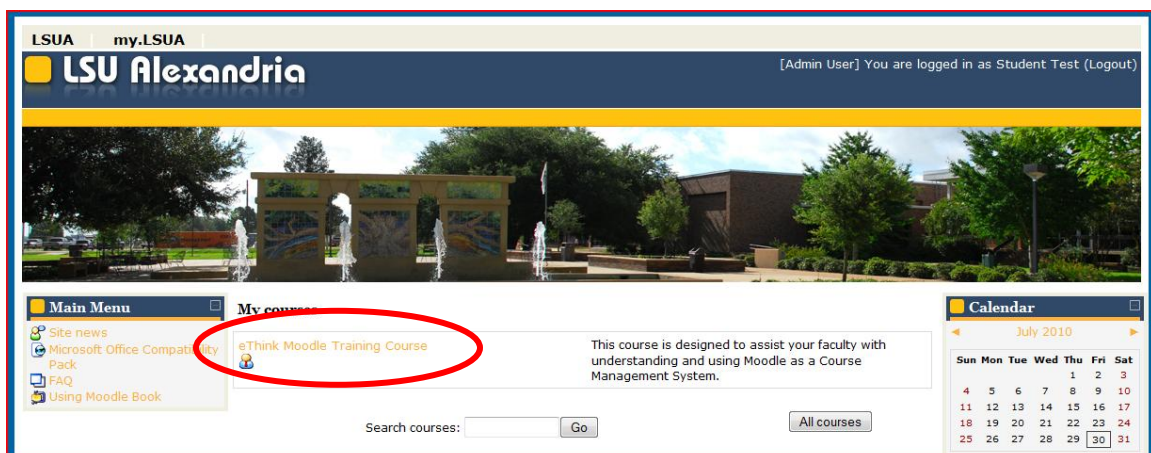 LSUA my.LSUA
LSU Alexandria
[Admin User] You are logged in as Student Test (Logout)
Main Menu
Site news
Microsoft Office Compatibility
Pack
FAQ
Using Moodle Book
My courses
eThink Moodle Training Course
This course is designed to assist your faculty with
understanding and using Moodle as a Course
Management System.
Search courses: Go
All courses
Calendar
◄ July 2010 ►
Sun Mon Tue Wed Thu Fri Sat
1 2 3
4 5 6 7 8 9 10
11 12 13 14 15 16 17
18 19 20 21 22 23 24
25 26 27 28 29 30 31